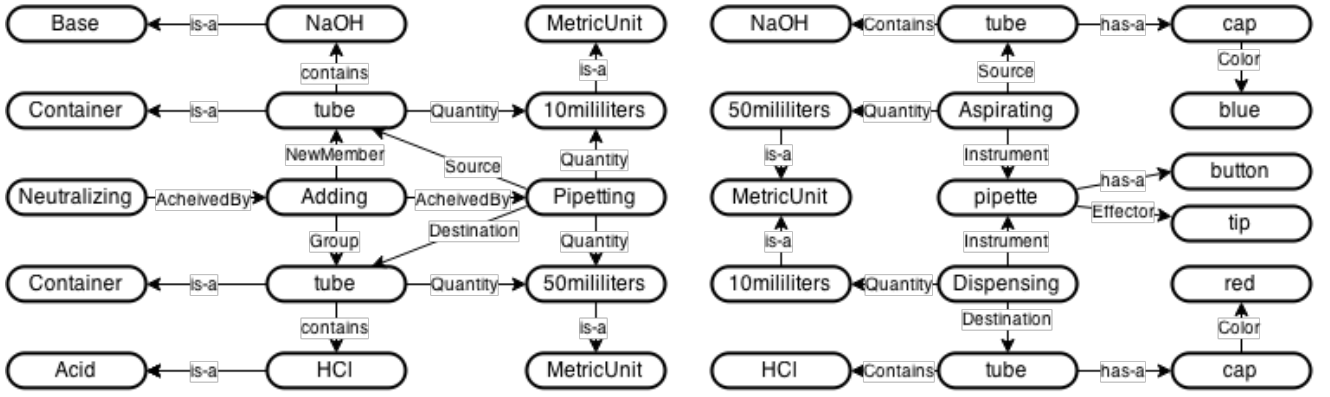 Base is-a NaOH MetricUnit NaOH Contains tube has-a cap
contains is-a Source Color
Container is-a tube Quantity 10mililiters 50mililiters Quantity Aspirating blue
NewMember Source Quantity is-a Instrument
Neutralizing AcheivedBy Adding AcheivedBy Pipetting MetricUnit pipette has-a button
Effector tip
Group Destination Quantity is-a Instrument
Container is-a tube Quantity 50mililiters 10mililiters Quantity Dispensing red
contains is-a Destination Color
Acid is-a HCl MetricUnit HCl Contains tube has-a cap